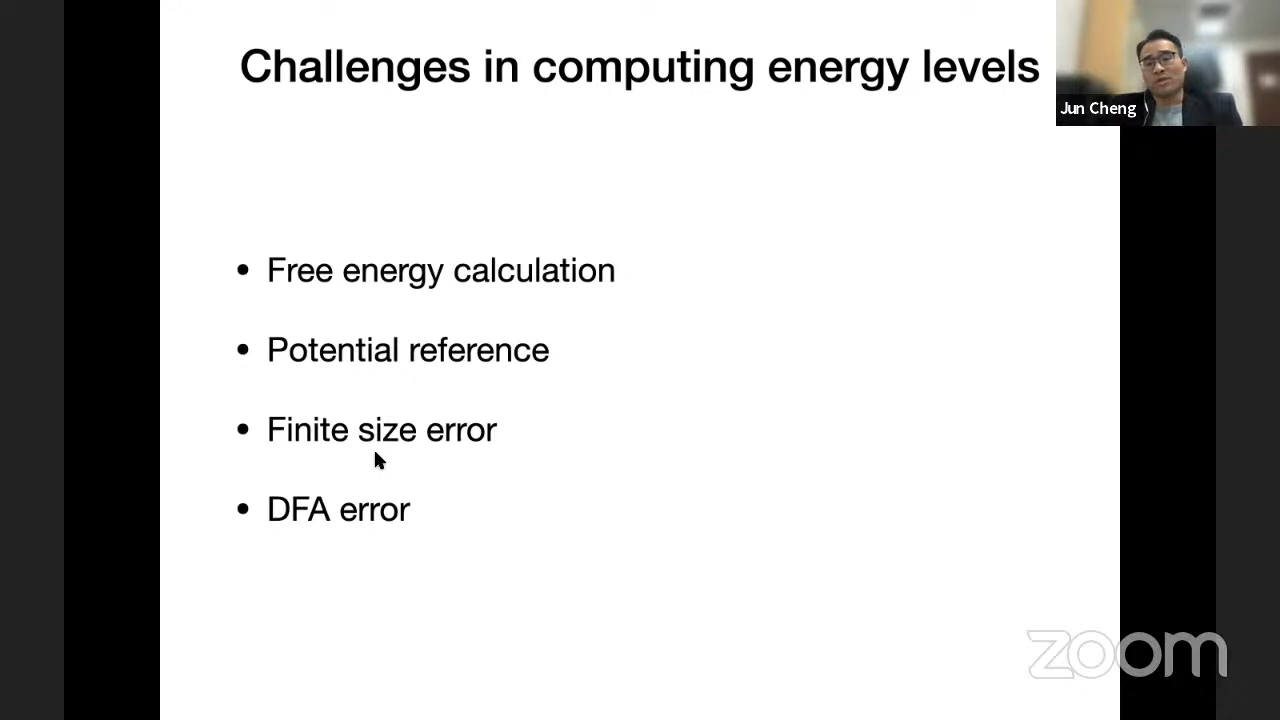 Challenges in computing energy levels
Jun Cheng
• Free energy calculation
• Potential reference
• Finite size error
• DFA error
zoom